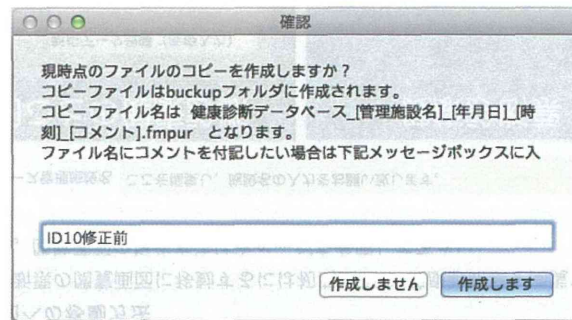 確認
現時点のファイルのコピーを作成しますか？
コピーファイルはbuckupフォルダに作成されます。
コピーファイル名は 健康診断データベース_[管理施設名]_[年月日]_[時
刻]_[コメント].fmpur となります。
ファイル名にコメントを付記したい場合は下記メッセージボックスに入
ID10修正前
作成しません 作成します